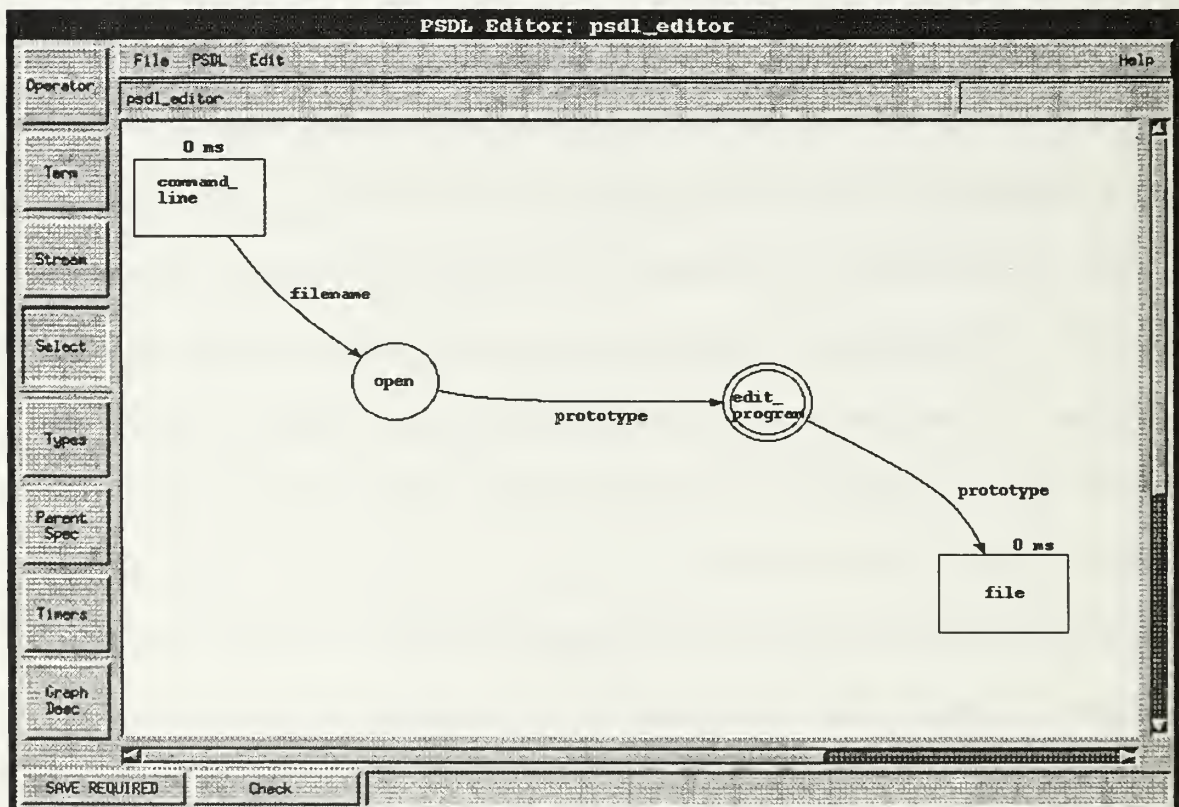 PSDL Editor: psdl_editor
File PSDL Edit Help
psdl_editor
Operator
Term
Stream
Select
Types
Parent
Spec
Timers
Graph
Desc
0 ms
command_
line
filename
open
prototype
edit_
program
prototype
0 ms
file
SAVE REQUIRED
Check